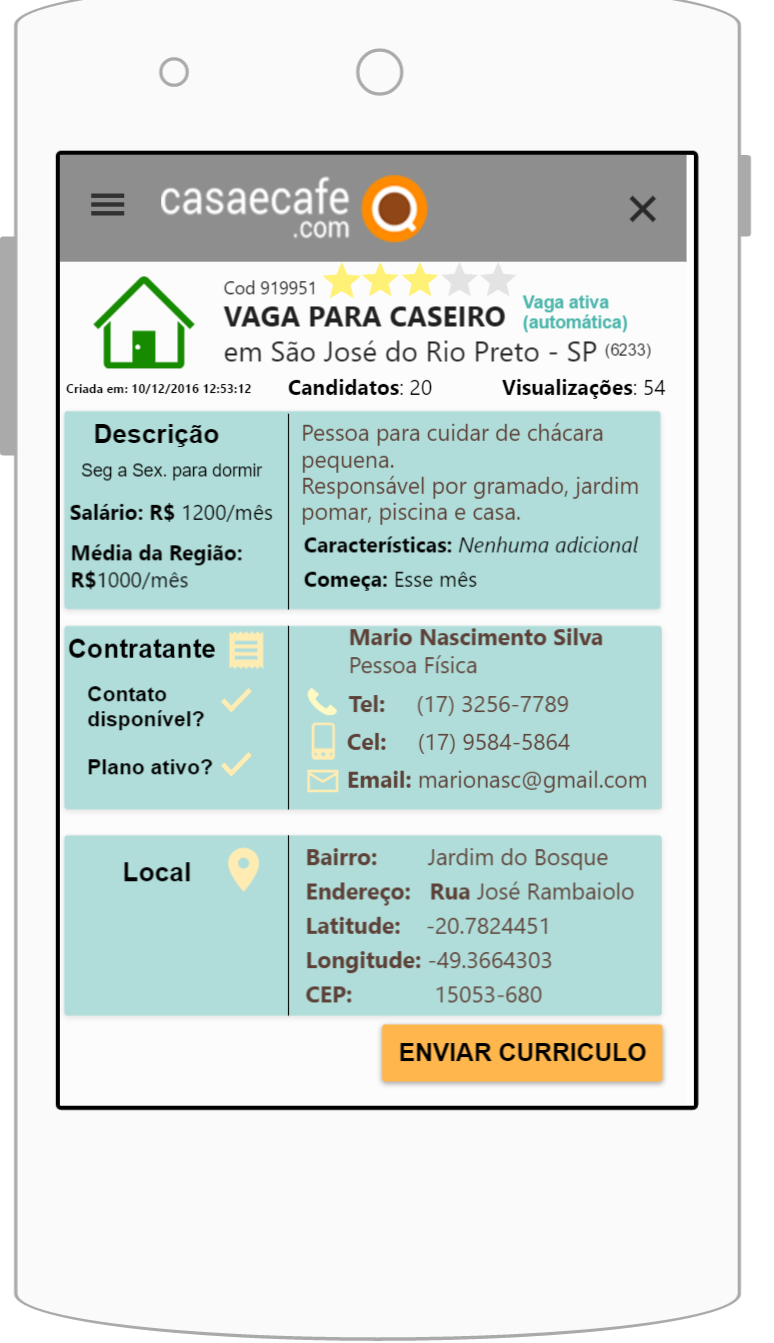 casaecafe
.com
Cod 919951
VAGA PARA CASEIRO
Vaga ativa
(automática)
em São José do Rio Preto - SP (6233)
Criada em: 10/12/2016 12:53:12 Candidatos: 20 Visualizações: 54
Descrição
Seg a Sex. para dormir
Salário: R$ 1200/mês
Média da Região:
R$1000/mês
Pessoa para cuidar de chácara
pequena.
Responsável por gramado, jardim
pomar, piscina e casa.
Características: Nenhuma adicional
Começa: Esse mês
Contratante
Contato
disponível?
Plano ativo?
Mario Nascimento Silva
Pessoa Física
Tel: (17) 3256-7789
Cel: (17) 9584-5864
Email: marionasc@gmail.com
Local
Bairro: Jardim do Bosque
Endereço: Rua José Rambaiolo
Latitude: -20.7824451
Longitude: -49.3664303
CEP: 15053-680
ENVIAR CURRICULO